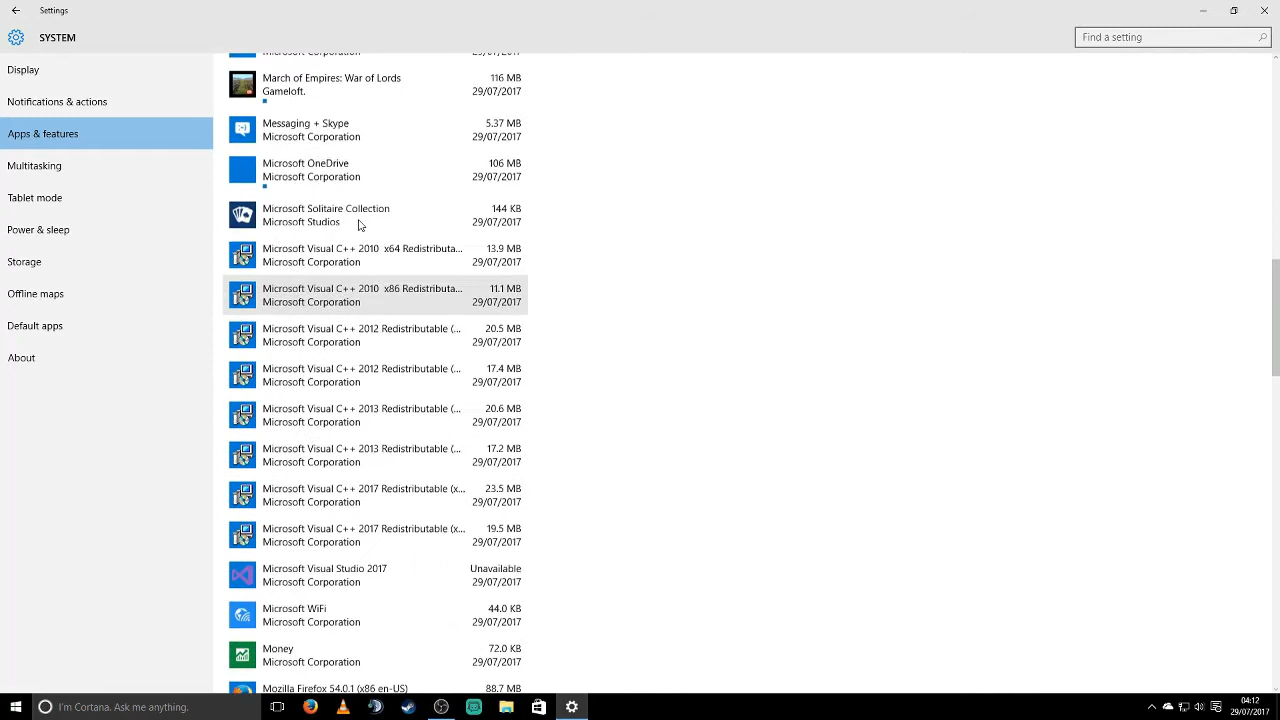 Settings
SYSTEM
Find a setting
Display
Notifications & actions
Apps & features
Multitasking
Tablet mode
Power & sleep
Storage
Offline maps
Default apps
About
Microsoft Corporation 29/07/2017
March of Empires: War of Lords 116 MB
Gameloft. 29/07/2017
Messaging + Skype 5.37 MB
Microsoft Corporation 29/07/2017
Microsoft OneDrive 106 MB
Microsoft Corporation 29/07/2017
Microsoft Solitaire Collection 144 KB
Microsoft Studios 29/07/2017
Microsoft Visual C++ 2010 x64 Redistributa... 13.9 MB
Microsoft Corporation 29/07/2017
Microsoft Visual C++ 2010 x86 Redistributa... 11.1 MB
Microsoft Corporation 29/07/2017
Microsoft Visual C++ 2012 Redistributable (... 20.5 MB
Microsoft Corporation 29/07/2017
Microsoft Visual C++ 2012 Redistributable (... 17.4 MB
Microsoft Corporation 29/07/2017
Microsoft Visual C++ 2013 Redistributable (... 20.6 MB
Microsoft Corporation 29/07/2017
Microsoft Visual C++ 2013 Redistributable (... 17.2 MB
Microsoft Corporation 29/07/2017
Microsoft Visual C++ 2017 Redistributable (x... 23.5 MB
Microsoft Corporation 29/07/2017
Microsoft Visual C++ 2017 Redistributable (x... 19.5 MB
Microsoft Corporation 29/07/2017
Microsoft Visual Studio 2017 Unavailable
Microsoft Corporation 29/07/2017
Microsoft WiFi 44.0 KB
Microsoft Corporation 29/07/2017
Money 72.0 KB
Microsoft Corporation 29/07/2017
Mozilla Firefox 54.0.1 (x86 en-US) 88.7 MB
I'm Cortana. Ask me anything.
04:12
29/07/2017